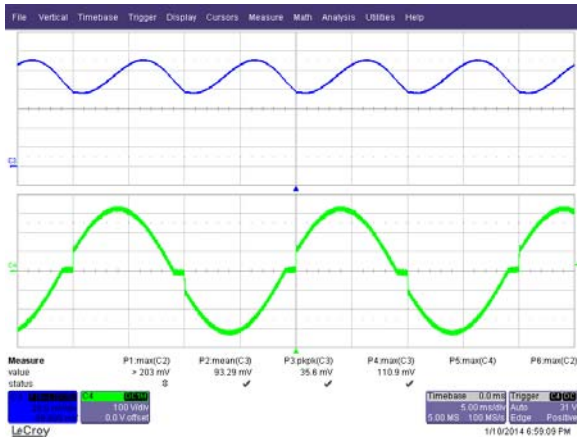 File Vertical Timebase Trigger Display Cursors Measure Math Analysis Utilities Help
C3
C2
Measure P1:max(C2) P2:mean(C3) P3:pkpk(C3) P4:max(C3) P5:max(C4) P6:max(C2)
value > 203 mV 93.29 mV 35.6 mV 110.9 mV
status
C4 Timebase 0.0 ms Trigger C4 DC
100 V/div 5.00 ms/div Auto 31 V
0.0 V offset 5.00 MS 100 MS/s Edge Positive
LeCroy 1/10/2014 6:59:09 PM